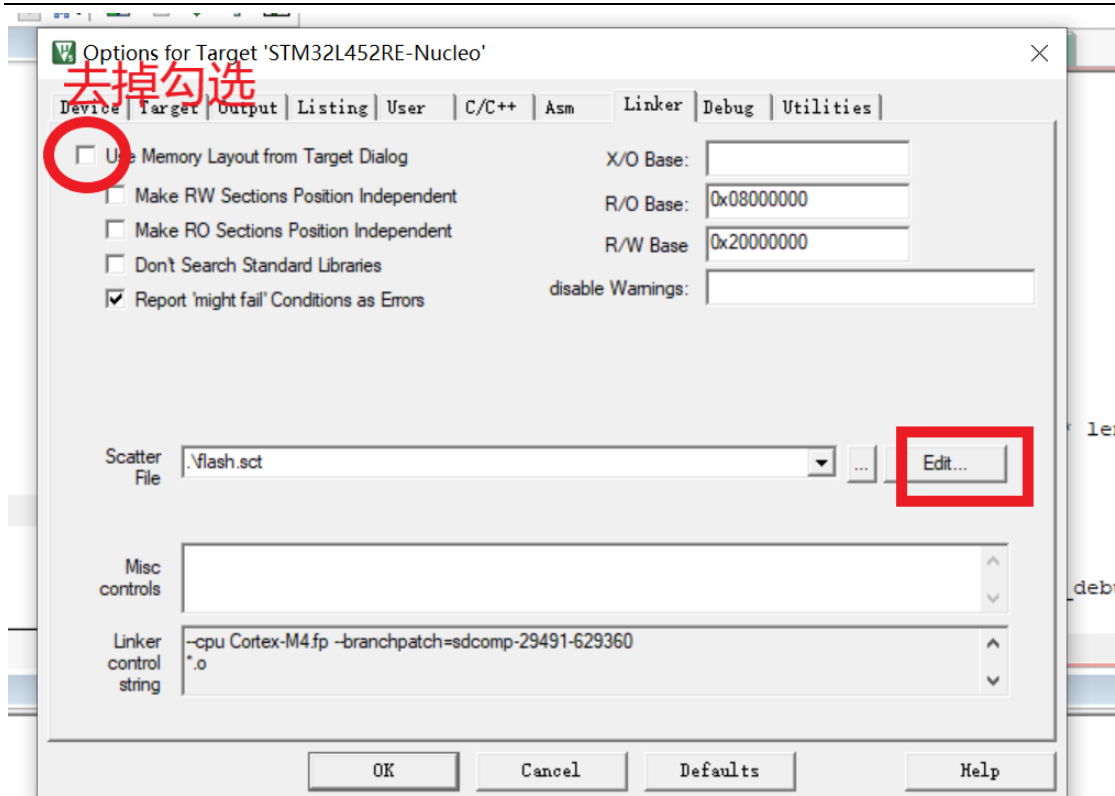 Options for Target 'STM32L452RE-Nucleo'
去掉勾选
Device Target Output Listing User C/C++ Asm Linker Debug Utilities
Use Memory Layout from Target Dialog
X/O Base:
Make RW Sections Position Independent
R/O Base: 0x08000000
Make RO Sections Position Independent
R/W Base 0x20000000
Don't Search Standard Libraries
disable Warnings:
Report 'might fail' Conditions as Errors
* ler
Scatter File
.\flash.sct
... Edit...
Misc controls
_debu
Linker control string
--cpu Cortex-M4.fp --branchpatch=sdcomp-29491-629360
*.o
OK Cancel Defaults Help